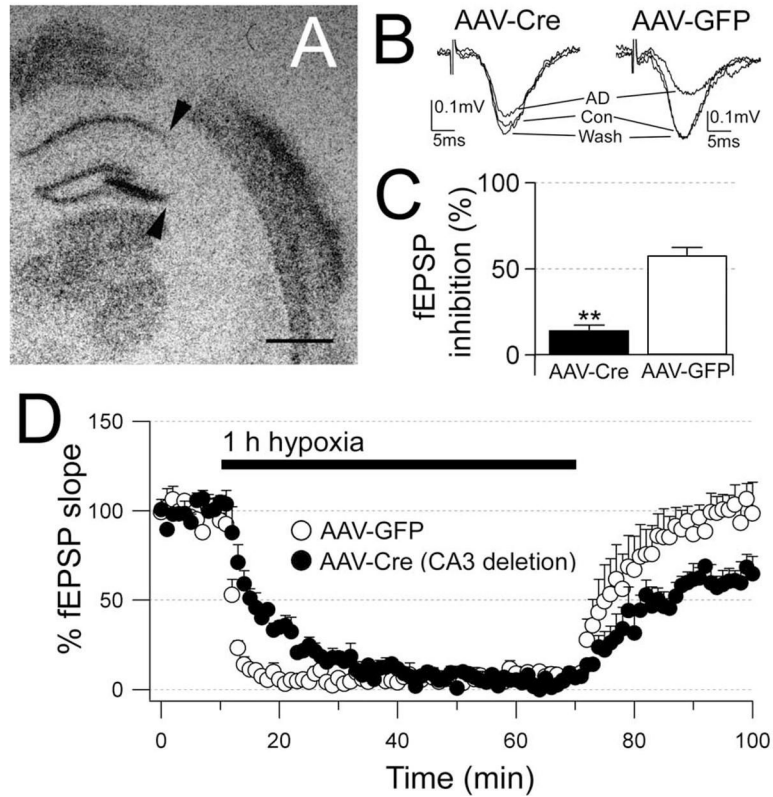 A
B
AAV-Cre
AAV-GFP
AD
Con
Wash
0.1mV
5ms
0.1mV
5ms
C
fEPSP
inhibition (%)
100
50
0
**
AAV-Cre
AAV-GFP
D
% fEPSP slope
150
100
50
0
1 h hypoxia
AAV-GFP
AAV-Cre (CA3 deletion)
0
20
40
60
80
100
Time (min)